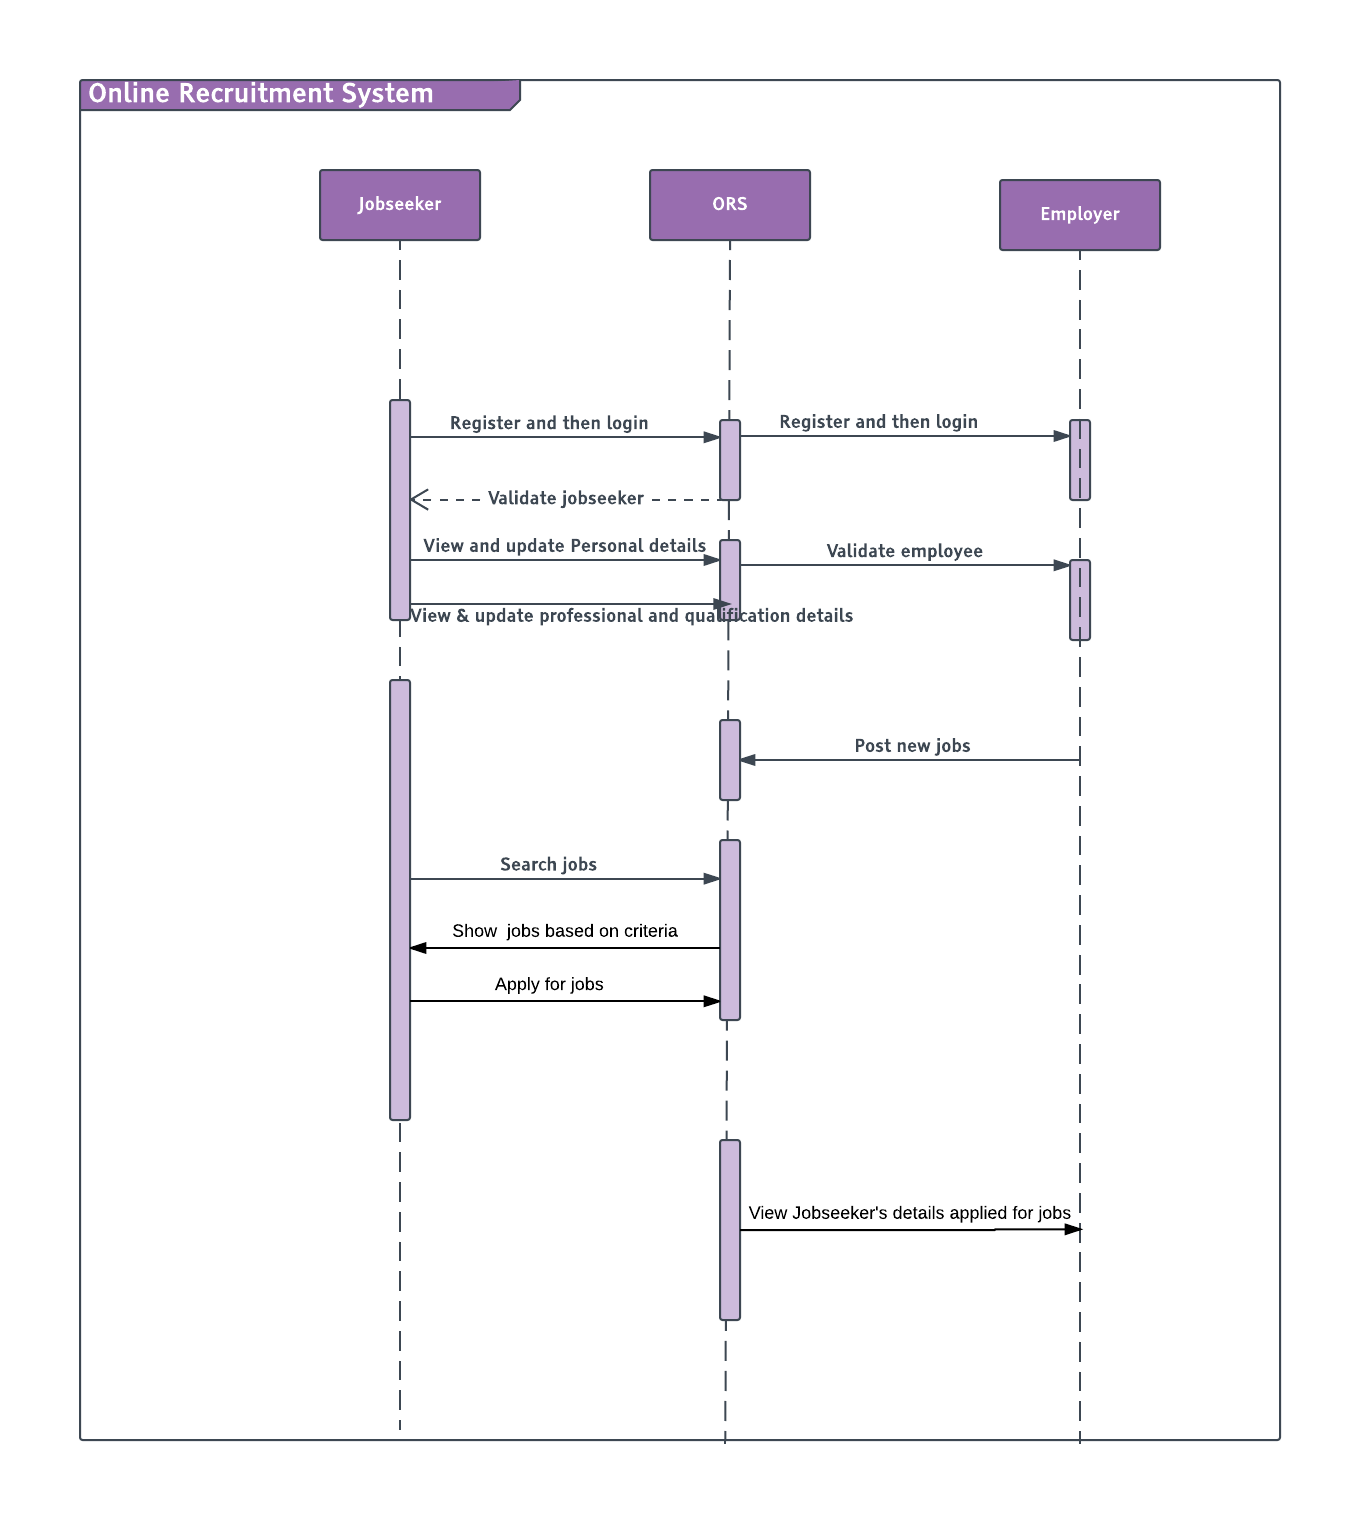 Online Recruitment System
Jobseeker
ORS
Employer
Register and then login
Register and then login
Validate jobseeker
View and update Personal details
Validate employee
View & update professional and qualification details
Post new jobs
Search jobs
Show  jobs based on criteria
Apply for jobs
View Jobseeker's details applied for jobs